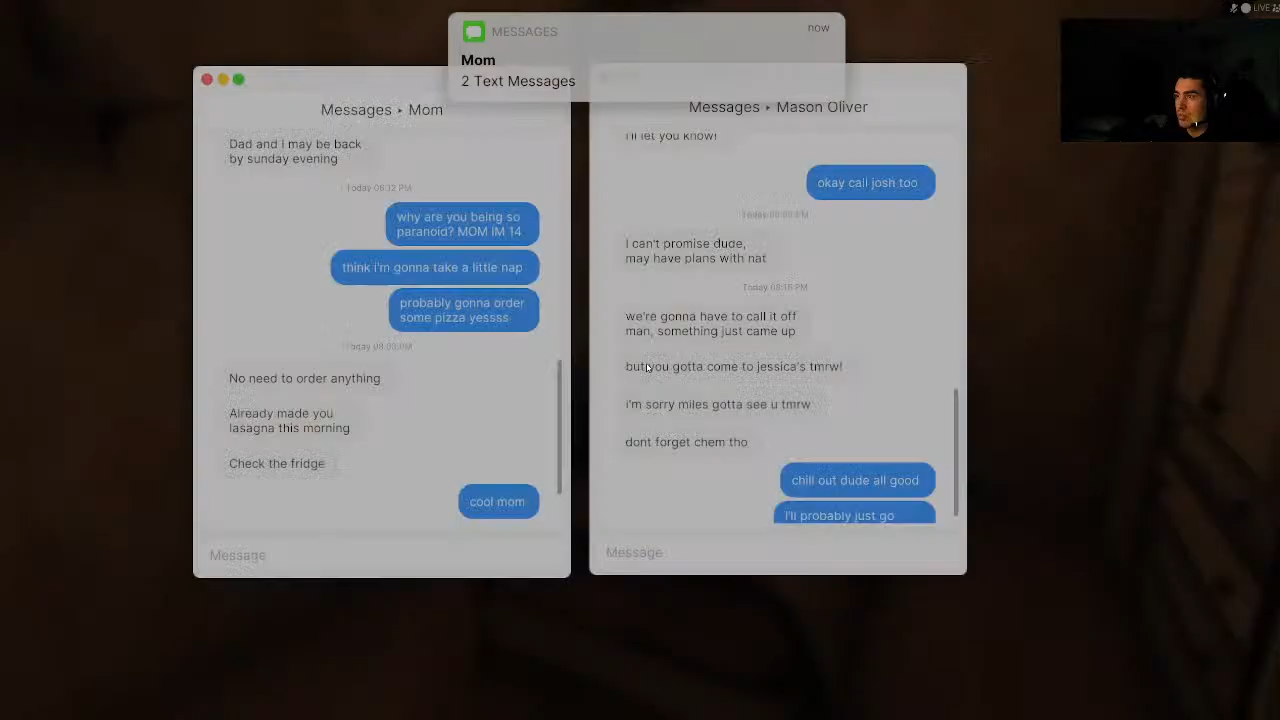 LIVE
MESSAGES
now
Mom
2 Text Messages
Messages ▸ Mom
Dad and i may be back
by sunday evening
Today 06:12 PM
why are you being so
paranoid? MOM IM 14
think i'm gonna take a little nap
probably gonna order
some pizza yessss
No need to order anything
Already made you
lasagna this morning
Check the fridge
cool mom
Message
Messages ▸ Mason Oliver
I'll let you know!
okay call josh too
I can't promise dude,
may have plans with nat
we're gonna have to call it off
man, something just came up
but you gotta come to jessica's tmrw!
i'm sorry miles gotta see u tmrw
dont forget chem tho
chill out dude all good
i'll probably just go
Message